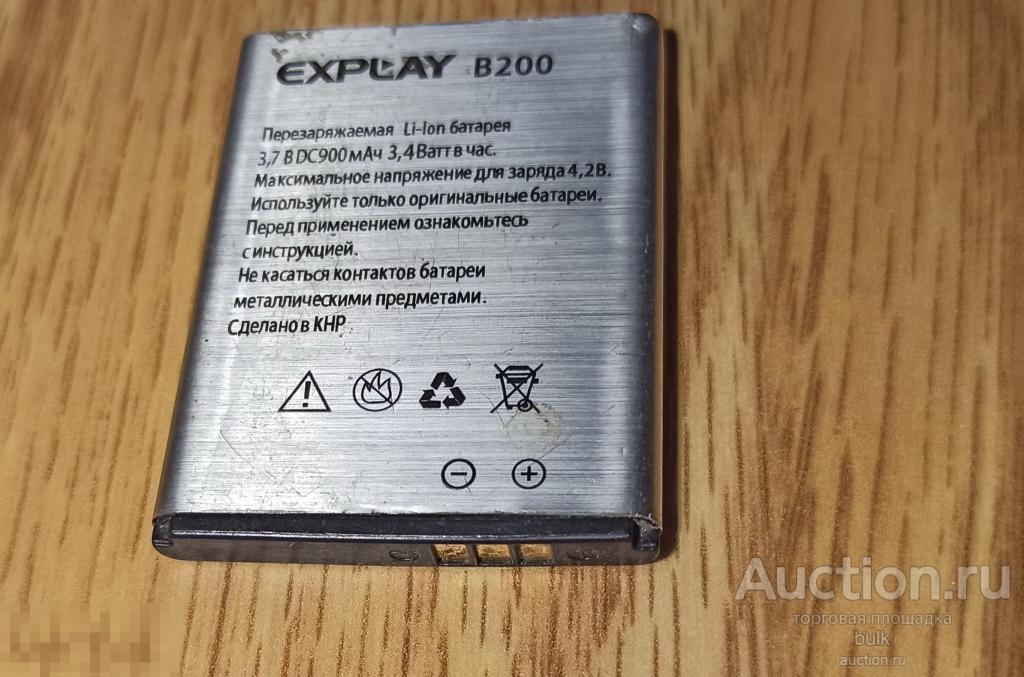 EXPLAY B200
Перезаряжаемая Li-Ion батарея
3,7 В DC900 мАч 3,4 Ватт в час.
Максимальное напряжение для заряда 4,2В.
Используйте только оригинальные батареи.
Перед применением ознакомьтесь
с инструкцией.
Не касаться контактов батареи
металлическими предметами.
Сделано в КНР
Auction.ru
торговая площадка
bulk
auction.ru